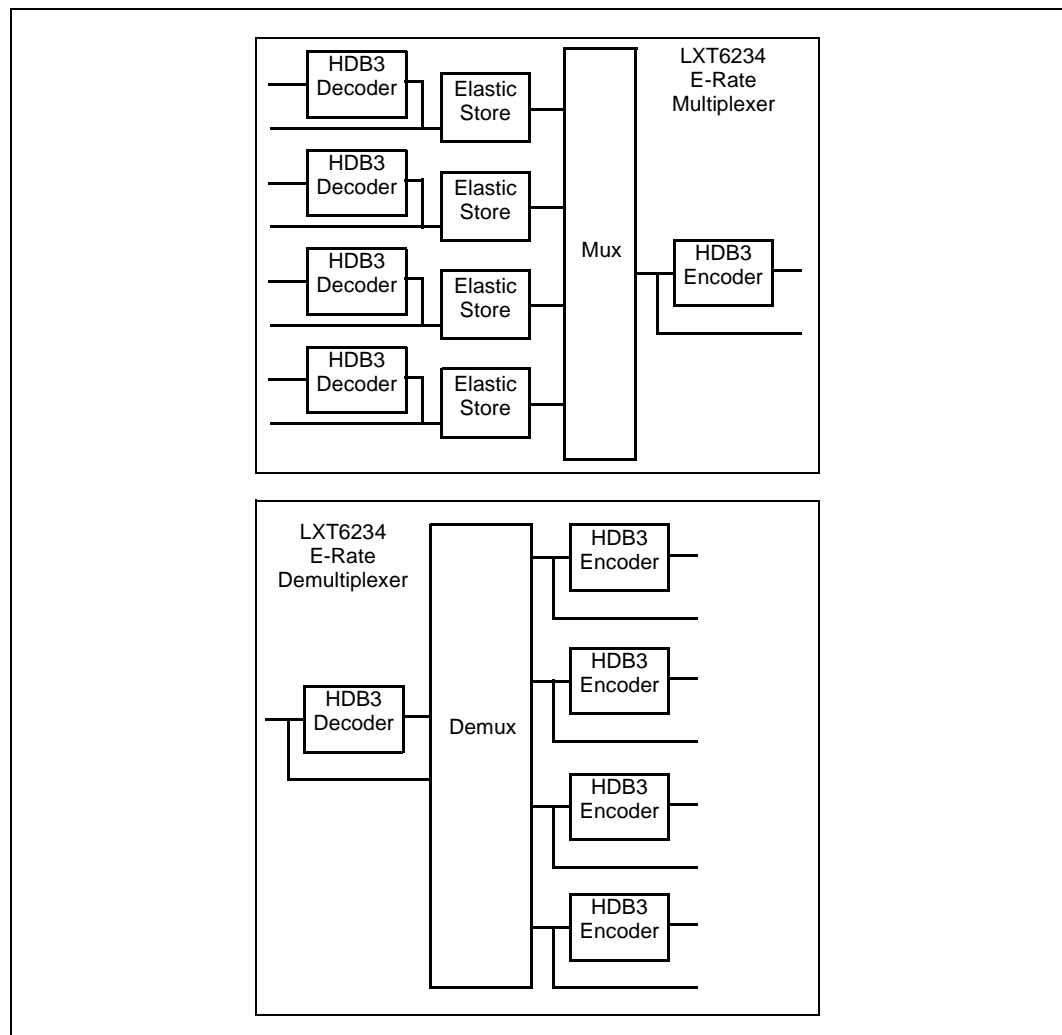 LXT6234
E-Rate
Multiplexer
HDB3
Decoder
Elastic
Store
HDB3
Decoder
Elastic
Store
HDB3
Decoder
Elastic
Store
HDB3
Decoder
Elastic
Store
Mux
HDB3
Encoder
LXT6234
E-Rate
Demultiplexer
HDB3
Decoder
Demux
HDB3
Encoder
HDB3
Encoder
HDB3
Encoder
HDB3
Encoder